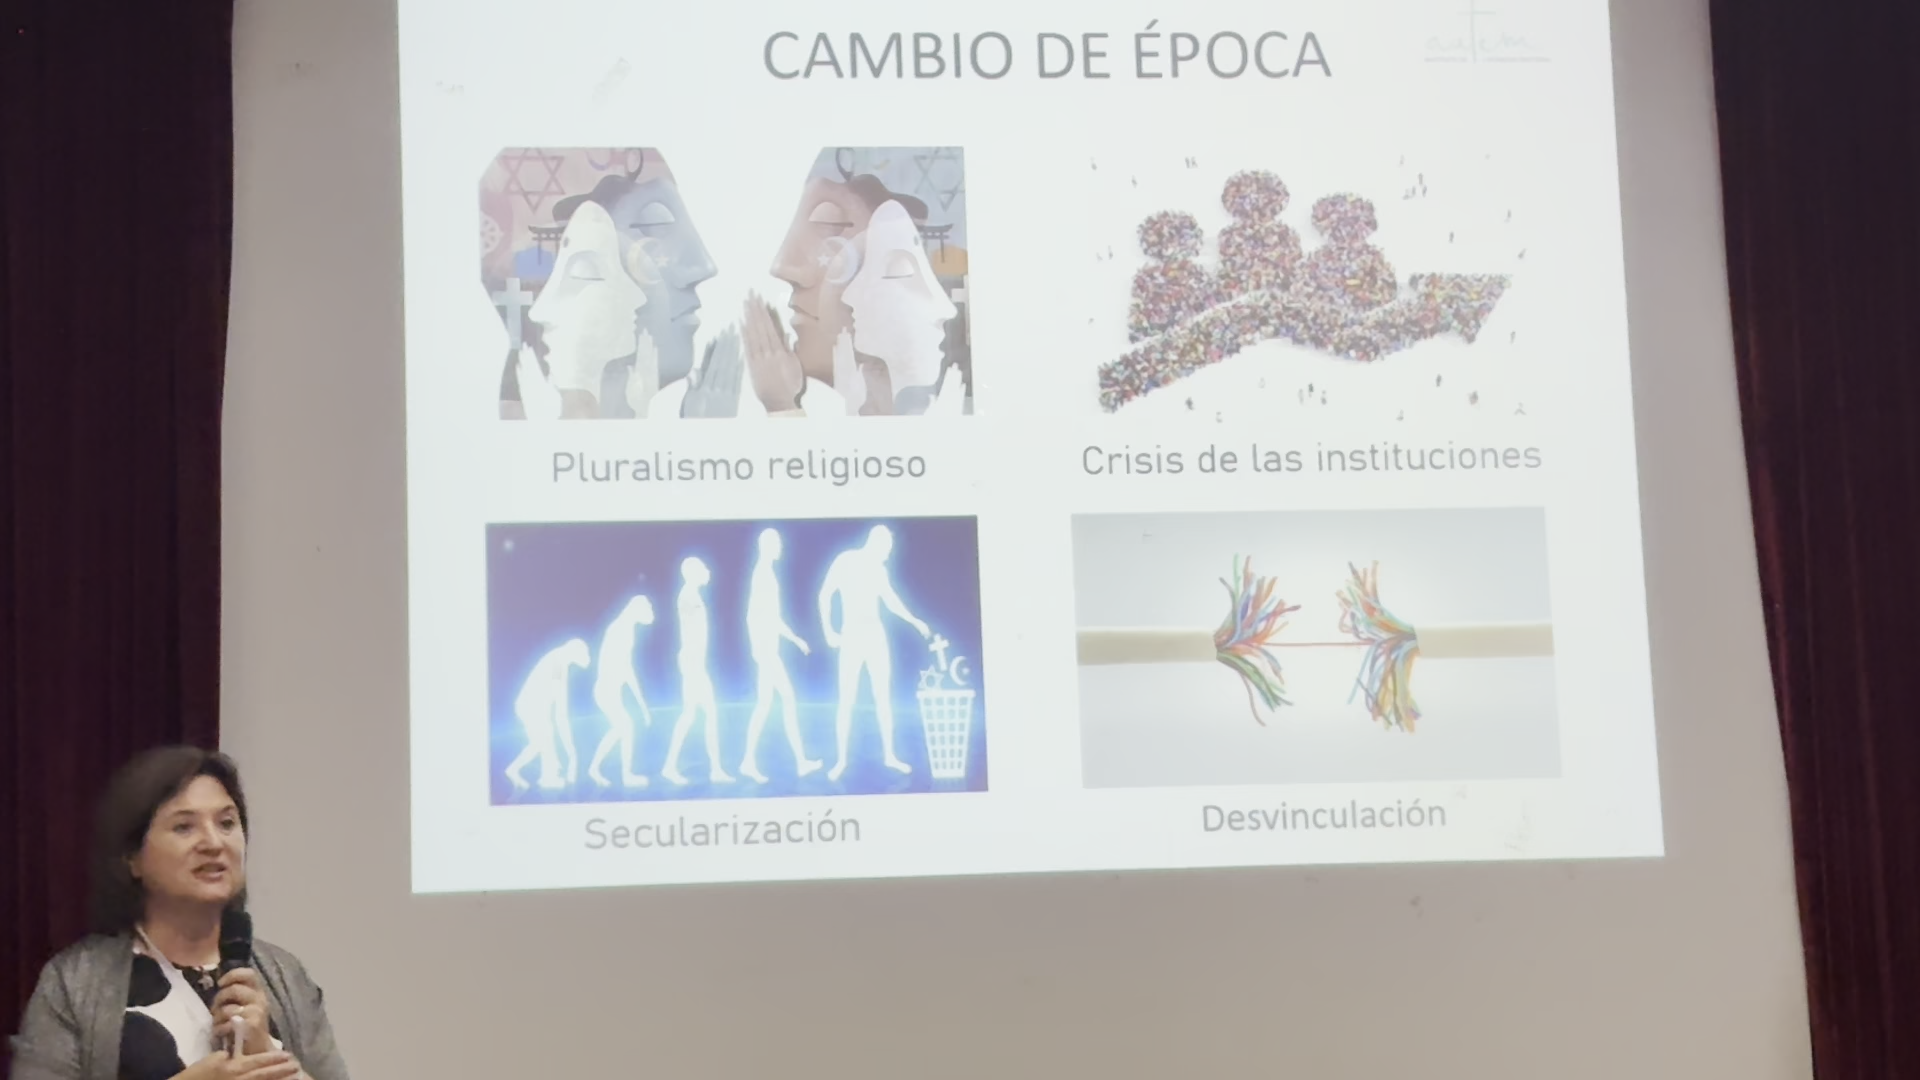 CAMBIO DE ÉPOCA
Pluralismo religioso
Crisis de las instituciones
Secularización
Desvinculación